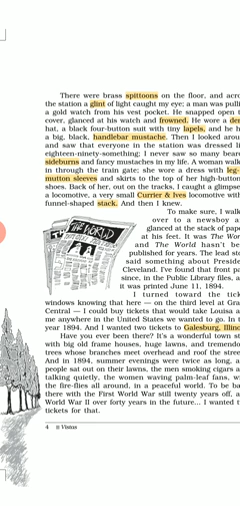 There were brass spittoons on the floor, and acro
the station a glint of light caught my eye; a man was pulli
a gold watch from his vest pocket. He snapped open t
cover, glanced at his watch and frowned. He wore a der
hat, a black four-button suit with tiny lapels, and he h
a big, black, handlebar mustache. Then I looked arou
and saw that everyone in the station was dressed li
eighteen-ninety-something; I never saw so many bear
sideburns and fancy mustaches in my life. A woman walk
in through the train gate; she wore a dress with leg-
mutton sleeves and skirts to the top of her high-button
shoes. Back of her, out on the tracks, I caught a glimpse
a locomotive, a very small Currier & Ives locomotive with
funnel-shaped stack. And then I knew.
To make sure, I walk
over to a newsboy a
glanced at the stack of pape
at his feet. It was The Wor
and The World hasn't be
published for years. The lead sto
said something about Preside
Cleveland. I've found that front pa
since, in the Public Library files, a
it was printed June 11, 1894.
WORLD
I turned toward the tick
windows knowing that here — on the third level at Gra
Central — I could buy tickets that would take Louisa a
me anywhere in the United States we wanted to go. In t
year 1894. And I wanted two tickets to Galesburg, Illino
Have you ever been there? It's a wonderful town st
with big old frame houses, huge lawns, and tremendo
trees whose branches meet overhead and roof the stree
And in 1894, summer evenings were twice as long, a
people sat out on their lawns, the men smoking cigars a
talking quietly, the women waving palm-leaf fans, wi
the fire-flies all around, in a peaceful world. To be ba
there with the First World War still twenty years off, a
World War II over forty years in the future... I wanted t
tickets for that.
4 Vistas